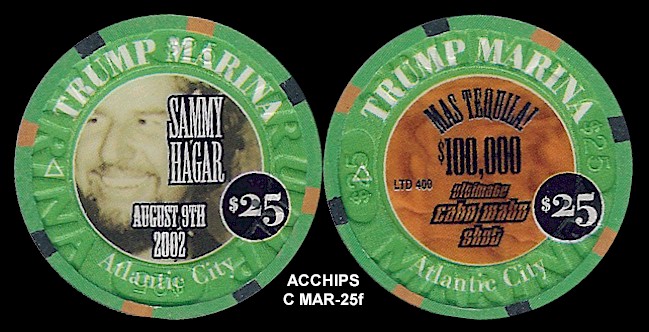 TRUMP MARINA
SAMMY
HAGAR
AUGUST 9TH
2002
$25
Atlantic City
TRUMP MARINA
MAS TEQUILA!
$100,000
LTD 400
Ultimate
Cabo Wabo
Shot
$25
$25
Atlantic City
ACCHIPS
C MAR-25f